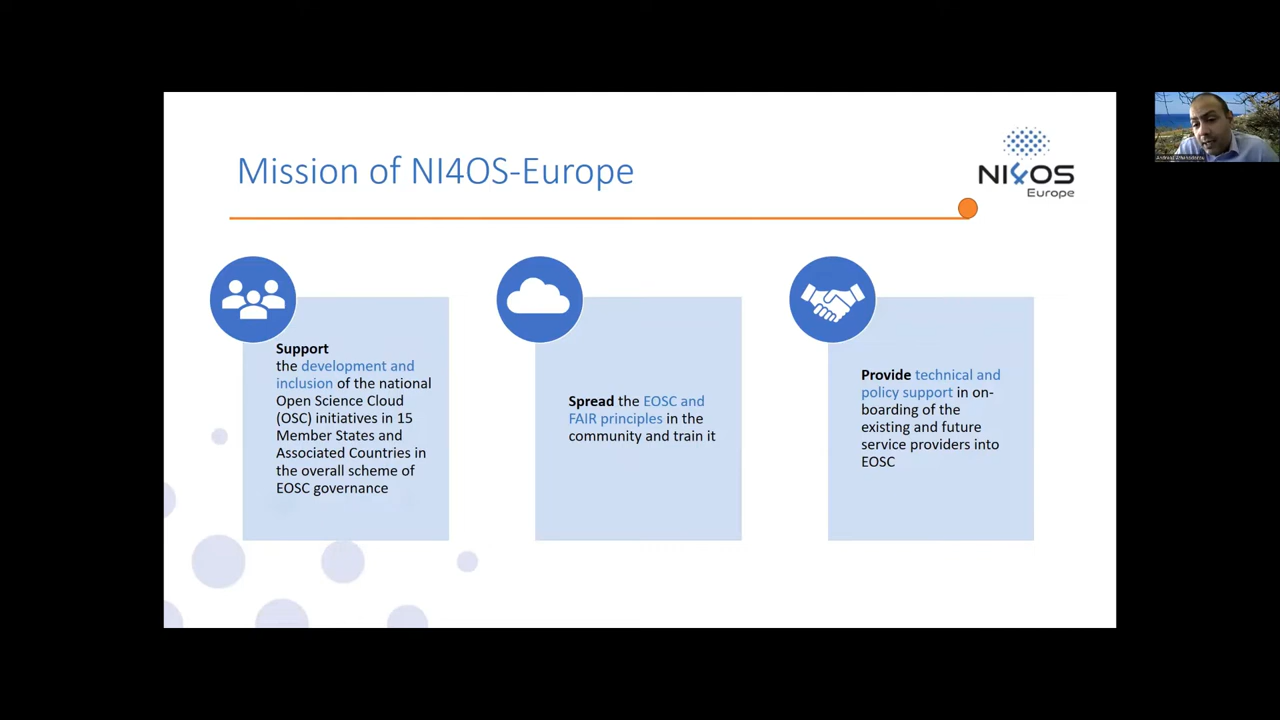 Mission of NI4OS-Europe
NI4OS
Europe
Support
the development and
inclusion of the national
Open Science Cloud
(OSC) initiatives in 15
Member States and
Associated Countries in
the overall scheme of
EOSC governance
Spread the EOSC and
FAIR principles in the
community and train it
Provide technical and
policy support in on-
boarding of the
existing and future
service providers into
EOSC